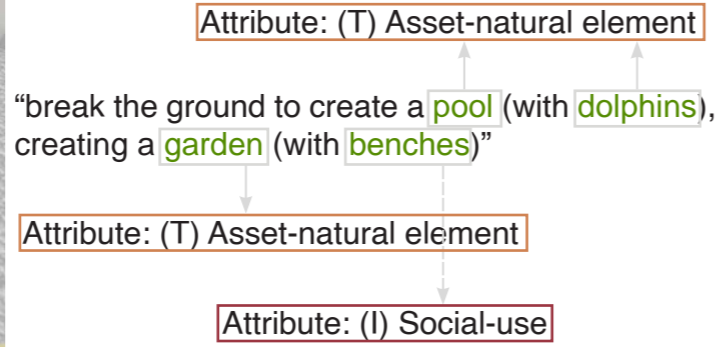 Attribute: (T) Asset-natural element
“break the ground to create a pool (with dolphins),
creating a garden (with benches)”
Attribute: (T) Asset-natural element
Attribute: (I) Social-use